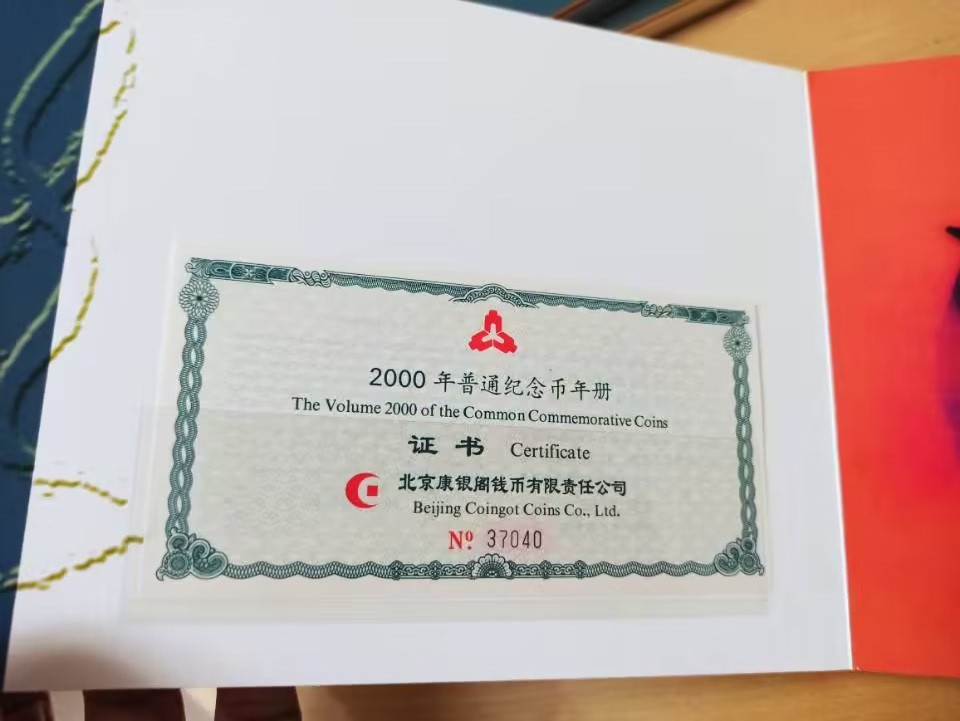 2000 年普通纪念币年册
The Volume 2000 of the Common Commemorative Coins
证 书 Certificate
北京康银阁钱币有限责任公司
Beijing Coingot Coins Co., Ltd.
Nº. 37040